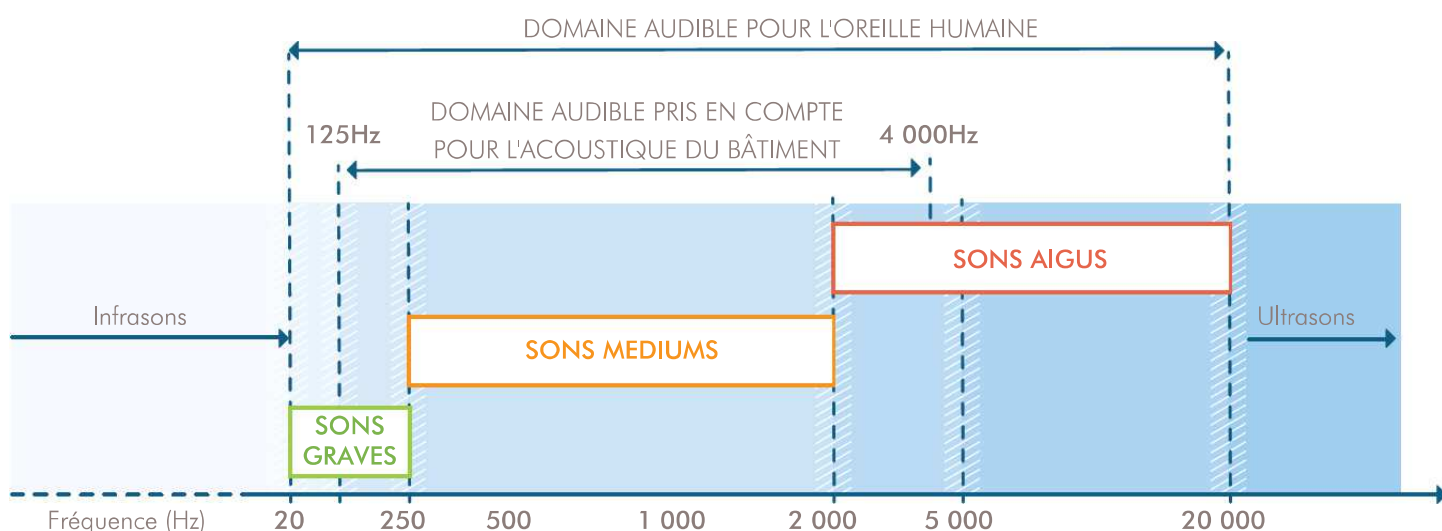 DOMAINE AUDIBLE POUR L'OREILLE HUMAINE
DOMAINE AUDIBLE PRIS EN COMPTE
125Hz
4 000Hz
POUR L'ACOUSTIQUE DU BÂTIMENT
SONS AIGUS
Infrasons
Ultrasons
SONS MEDIUMS
SONS
GRAVES
Fréquence (Hz) 20 250 500 1 000 2 000 5 000 20 000